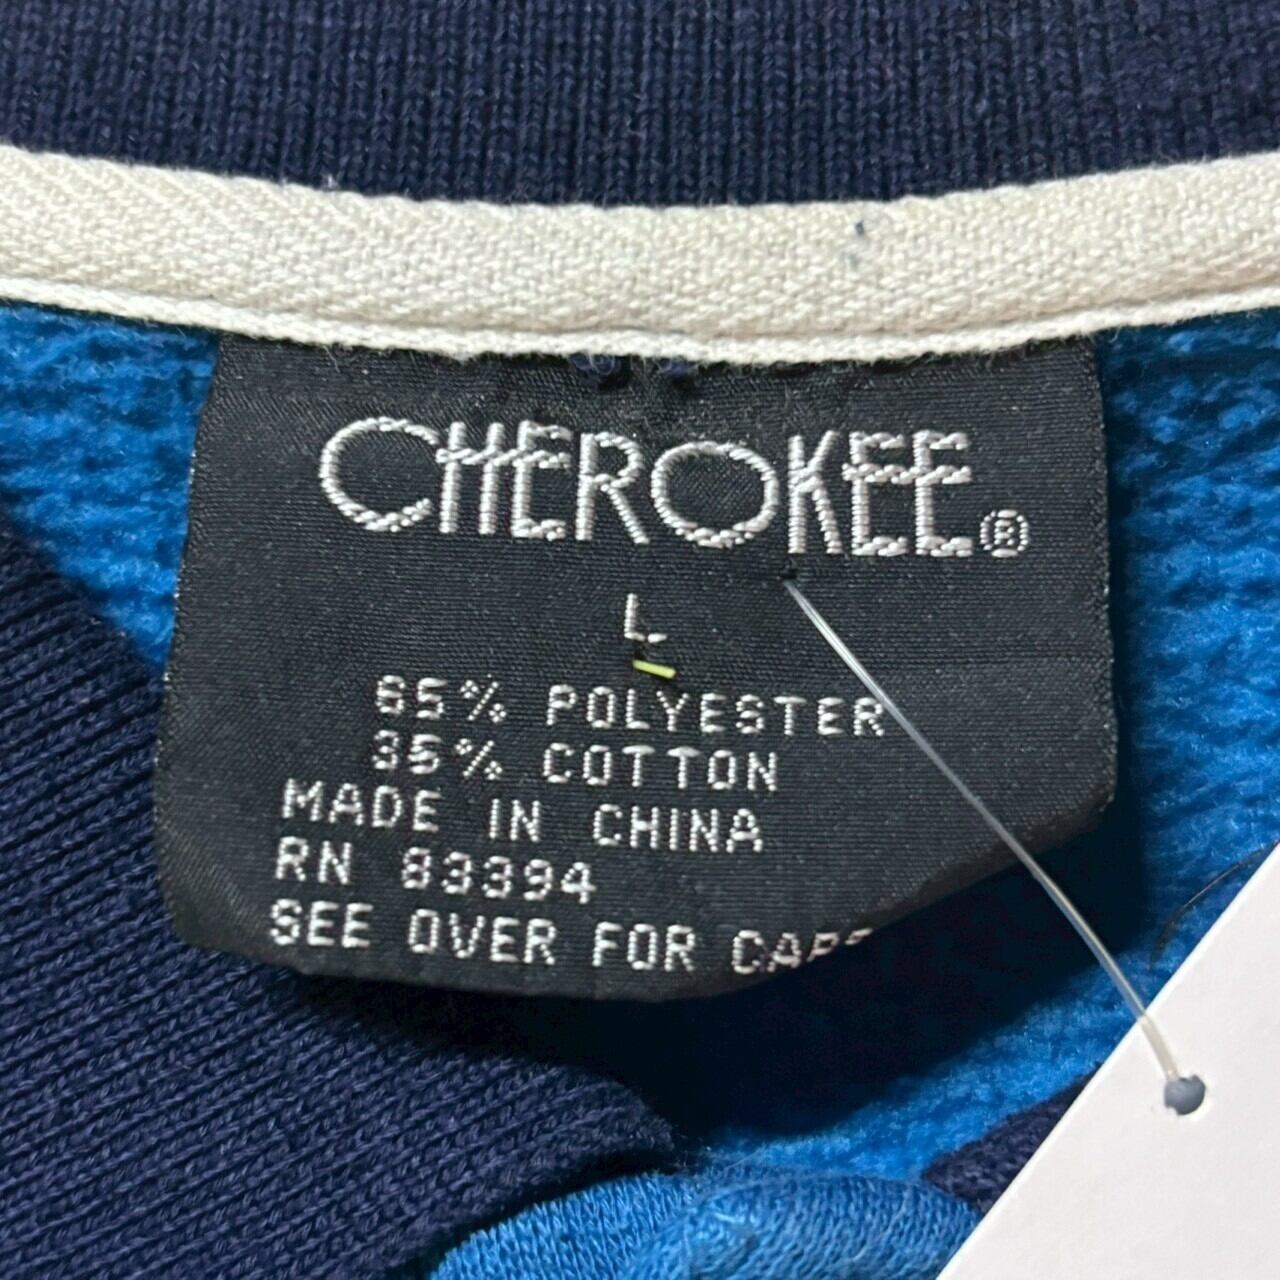 CHEROKEE®
L
65% POLYESTER
35% COTTON
MADE IN CHINA
RN 83394
SEE OVER FOR